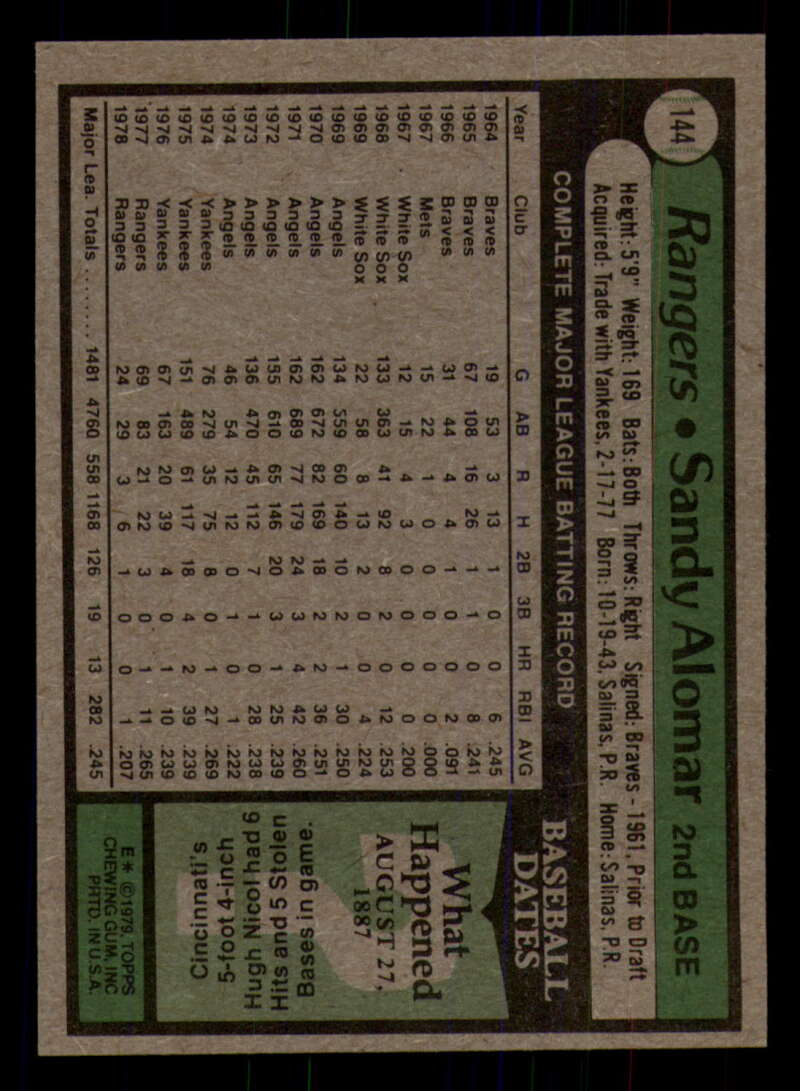 144
Rangers • Sandy Alomar 2nd BASE
Height: 5'9" Weight: 169 Bats: Both Throws: Right Signed: Braves - 1961, Prior to Draft
Acquired: Trade with Yankees, 2-17-77 Born: 10-19-43, Salinas, P.R. Home: Salinas, P.R.
COMPLETE MAJOR LEAGUE BATTING RECORD
Year Club G AB R H 2B 3B HR RBI AVG
1964 Braves 19 53 3 13 1 0 0 6 .245
1965 Braves 67 108 16 26 1 1 0 8 .241
1966 Braves 31 44 4 4 1 0 0 2 .091
1967 Mets 15 22 1 0 0 0 0 0 .000
1967 White Sox 12 15 4 3 0 0 0 0 .200
1968 White Sox 133 363 41 92 8 2 0 12 .253
1969 White Sox 22 58 8 13 2 0 0 4 .224
1969 Angels 134 559 60 140 10 2 1 30 .250
1970 Angels 162 672 82 169 18 2 2 36 .251
1971 Angels 162 689 77 179 24 3 4 42 .260
1972 Angels 155 610 65 146 20 3 1 25 .239
1973 Angels 136 470 45 112 7 1 0 28 .238
1974 Angels 46 54 12 12 0 1 0 1 .222
1974 Yankees 76 279 35 75 8 0 1 27 .269
1975 Yankees 151 489 61 117 18 4 2 39 .239
1976 Yankees 67 163 20 39 4 0 1 10 .239
1977 Rangers 69 83 21 22 3 0 1 11 .265
1978 Rangers 24 29 3 6 1 0 0 1 .207
Major Lea. Totals ........ 1481 4760 558 1168 126 19 13 282 .245
BASEBALL
DATES
What
Happened
AUGUST 27,
1887
Cincinnati's
5-foot 4-inch
Hugh Nicol had 6
Hits and 5 Stolen
Bases in game.
E* © 1979, TOPPS
CHEWING GUM, INC
PRTD. IN U.S.A.